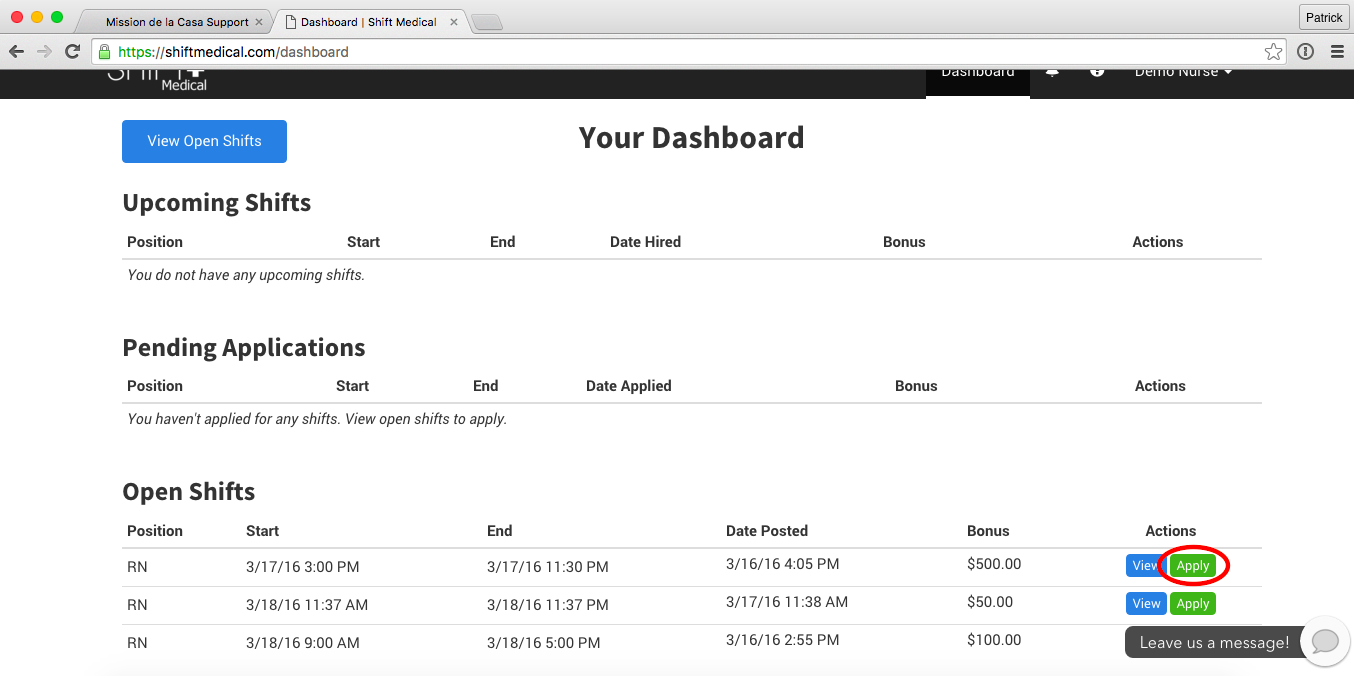 Mission de la Casa Support
Dashboard | Shift Medical
Patrick
https://shiftmedical.com/dashboard
Shift
Medical
Dashboard
Demo Nurse
View Open Shifts
Your Dashboard
Upcoming Shifts
Position Start End Date Hired Bonus Actions
You do not have any upcoming shifts.
Pending Applications
Position Start End Date Applied Bonus Actions
You haven't applied for any shifts. View open shifts to apply.
Open Shifts
Position Start End Date Posted Bonus Actions
RN 3/17/16 3:00 PM 3/17/16 11:30 PM 3/16/16 4:05 PM $500.00 View Apply
RN 3/18/16 11:37 AM 3/18/16 11:37 PM 3/17/16 11:38 AM $50.00 View Apply
RN 3/18/16 9:00 AM 3/18/16 5:00 PM 3/16/16 2:55 PM $100.00
Leave us a message!